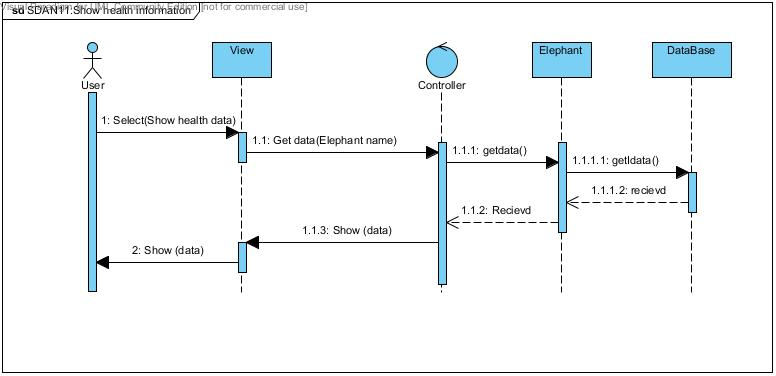 Visual Paradigm for UML Community Edition [not for commercial use]
sd SDAN11:Show health information
View
Elephant
DataBase
User
Controller
1: Select(Show health data)
1.1: Get data(Elephant name)
1.1.1: getdata()
1.1.1.1: getIdata()
1.1.1.2: recievd
1.1.2: Recievd
1.1.3: Show (data)
2: Show (data)